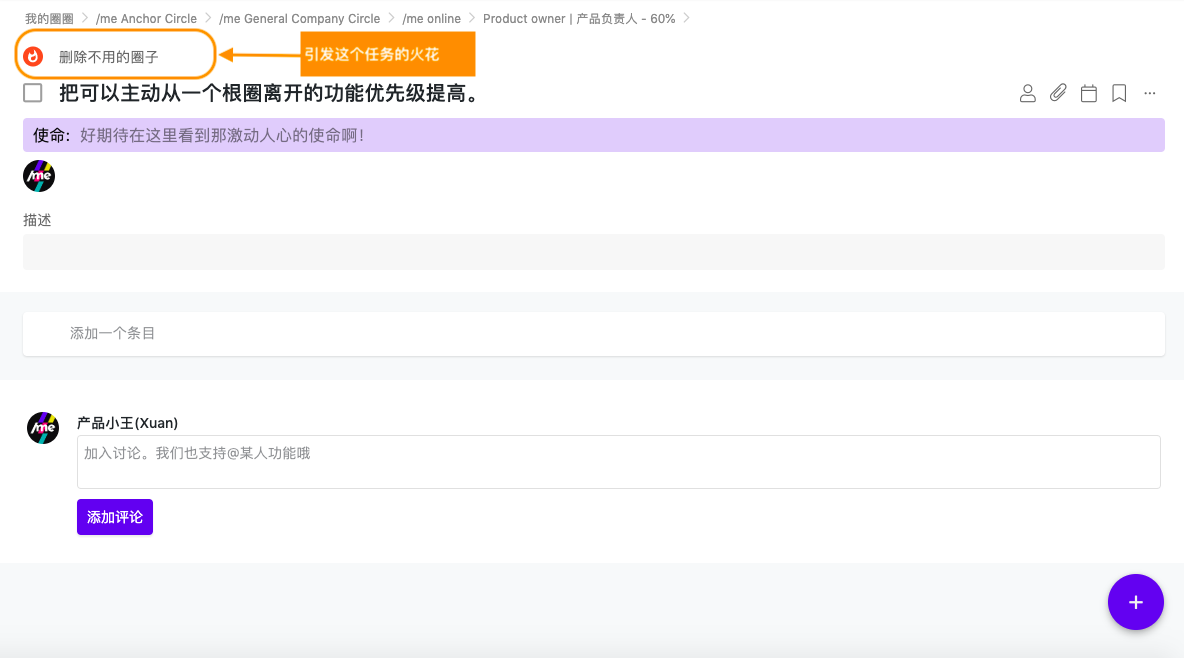 我的圈圈 /me Anchor Circle /me General Company Circle /me online Product owner | 产品负责人 - 60%
删除不用的圈子
引发这个任务的火花
把可以主动从一个根圈离开的功能优先级提高。
使命: 好期待在这里看到那激动人心的使命啊!
/me
描述
添加一个条目
/me
产品小王(Xuan)
加入讨论。我们也支持@某人功能哦
添加评论